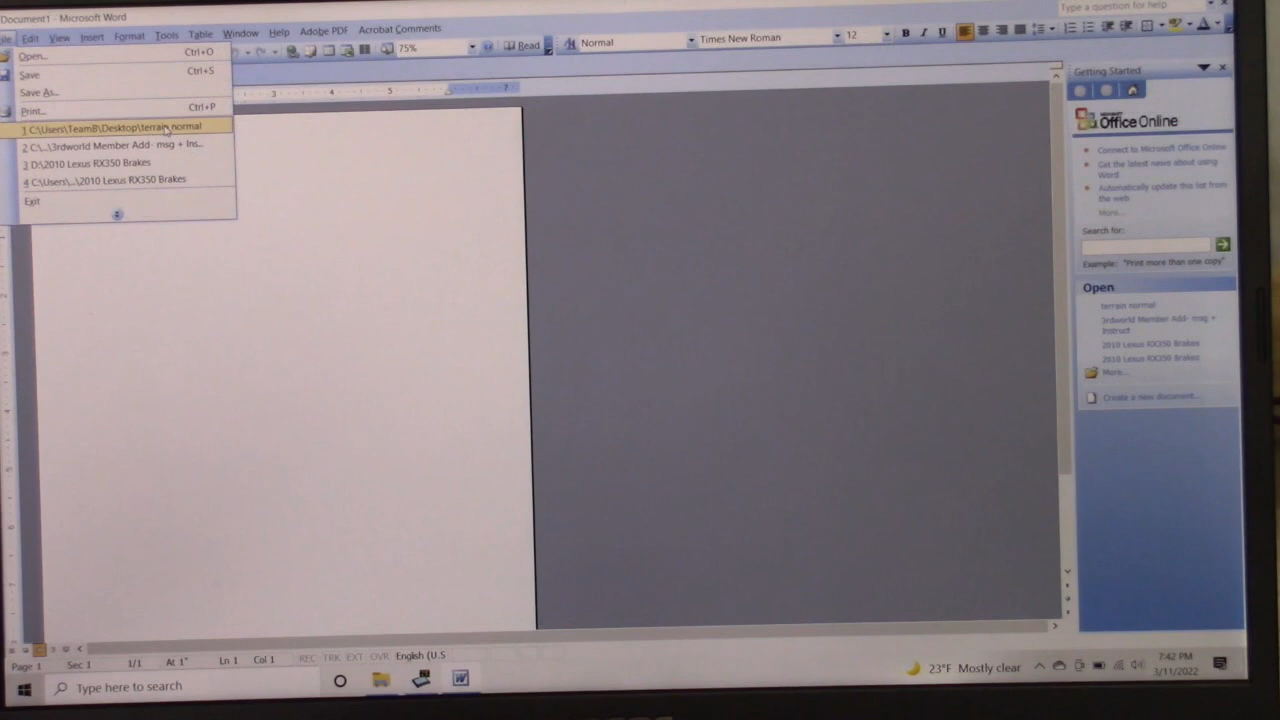 Document1 - Microsoft Word
Type a question for help
File Edit View Insert Format Tools Table Window Help Adobe PDF Acrobat Comments
75% Read Normal Times New Roman 12 B I U
Open... Ctrl+O
Save Ctrl+S
Save As...
Print... Ctrl+P
1 C:\Users\TeamB\Desktop\terrain normal
2 C:\...\3rdworld Member Add- msg + Ins...
3 D:\2010 Lexus RX350 Brakes
4 C:\Users\...\2010 Lexus RX350 Brakes
Exit
3 4 5 7
Getting Started
Microsoft
Office Online
Connect to Microsoft Office Online
Get the latest news about using
Word
Automatically update this list from
the web
More...
Search for:
Example: "Print more than one copy"
Open
terrain normal
3rdworld Member Add- msg +
Instruct
2010 Lexus RX350 Brakes
2010 Lexus RX350 Brakes
More...
Create a new document...
Page 1 Sec 1 1/1 At 1" Ln 1 Col 1 REC TRK EXT OVR English (U.S
Type here to search
23°F Mostly clear
7:42 PM
3/11/2022